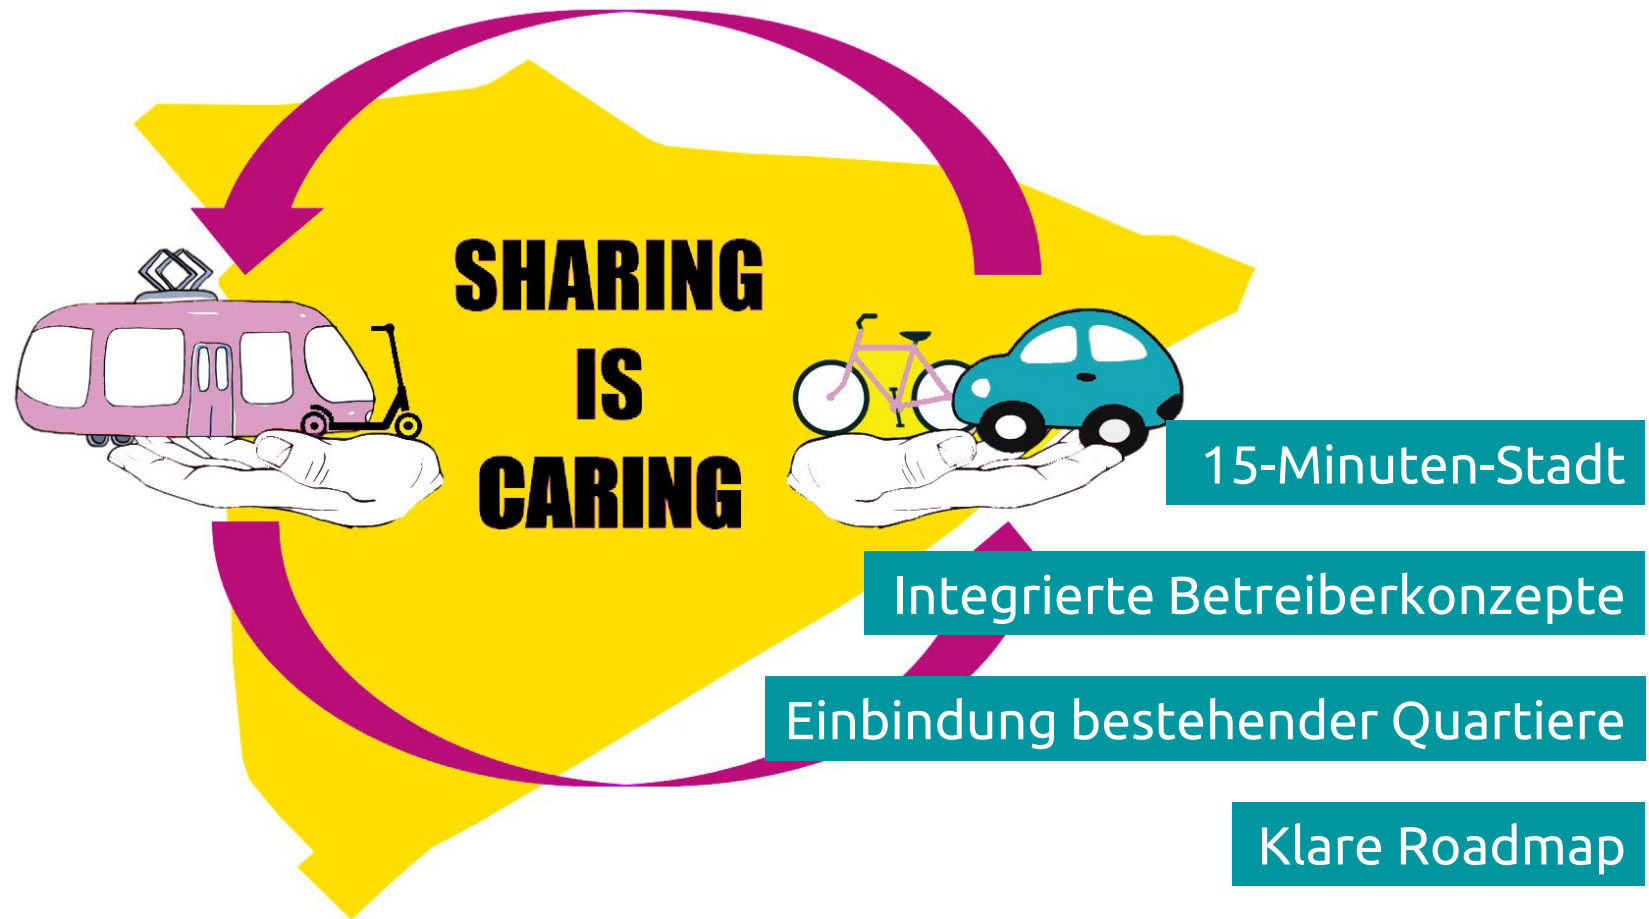 SHARING
IS
CARING
15-Minuten-Stadt
Integrierte Betreiberkonzepte
Einbindung bestehender Quartiere
Klare Roadmap